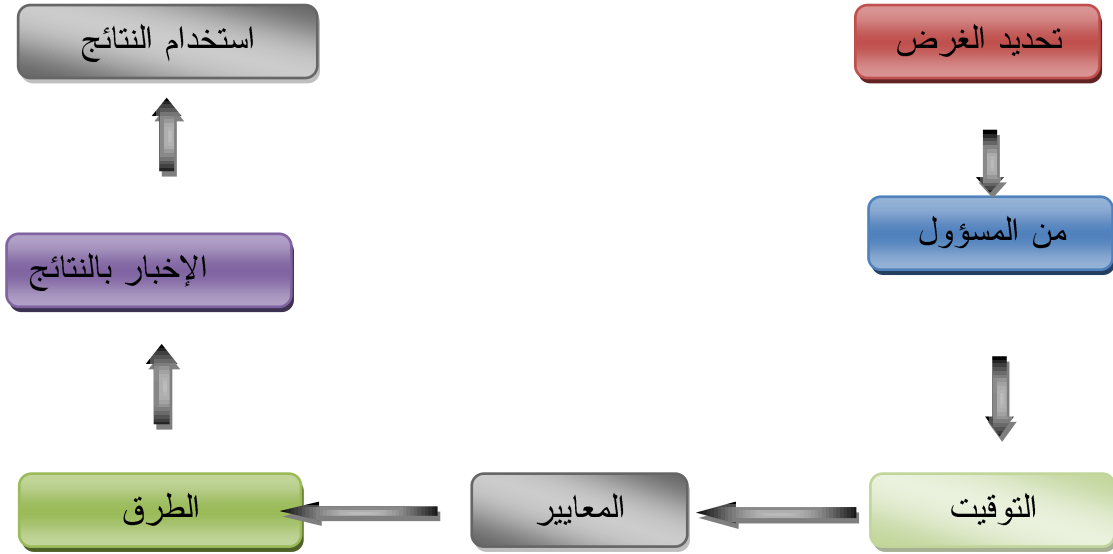 تحديد الغرض
من المسؤول
التوقيت
المعايير
الطرق
الإخبار بالنتائج
استخدام النتائج